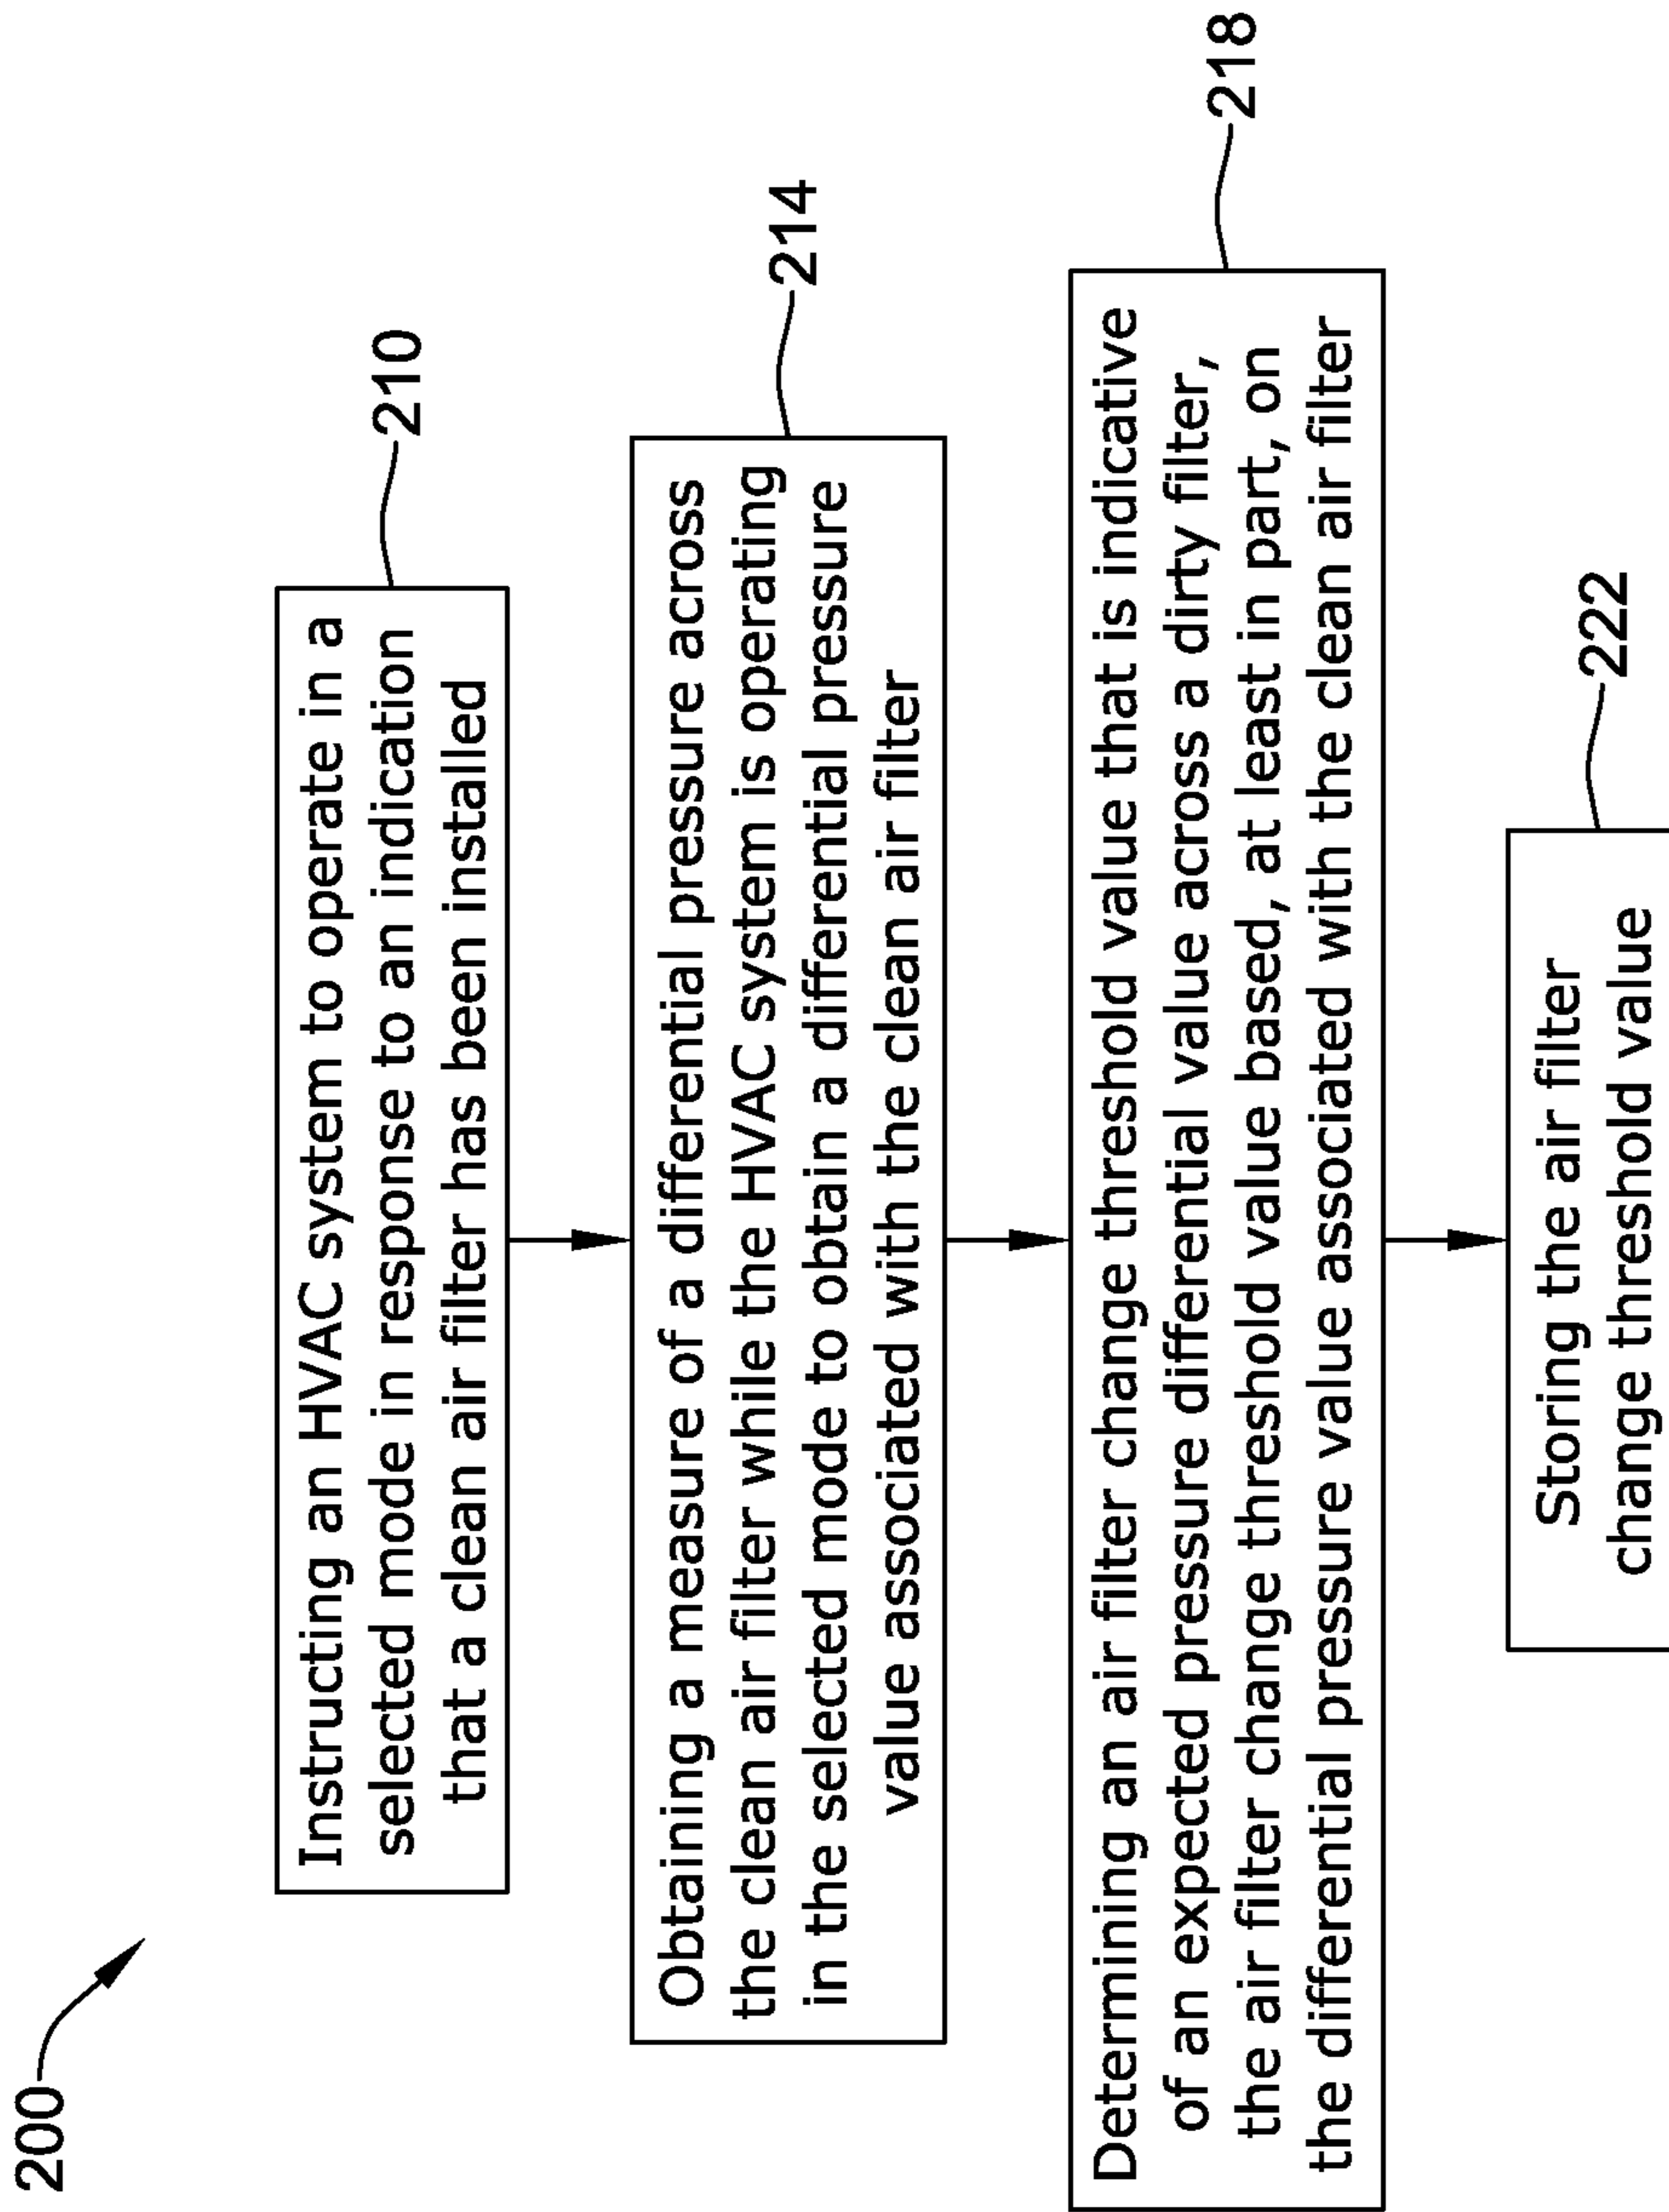 200
Instructing an HVAC system to operate in a
selected mode in response to an indication
that a clean air filter has been installed
210
Obtaining a measure of a differential pressure across
the clean air filter while the HVAC system is operating
in the selected mode to obtain a differential pressure
value associated with the clean air filter
214
Determining an air filter change threshold value that is indicative
of an expected pressure differential value across a dirty filter,
the air filter change threshold value based, at least in part, on
the differential pressure value associated with the clean air filter
218
Storing the air filter
change threshold value
222